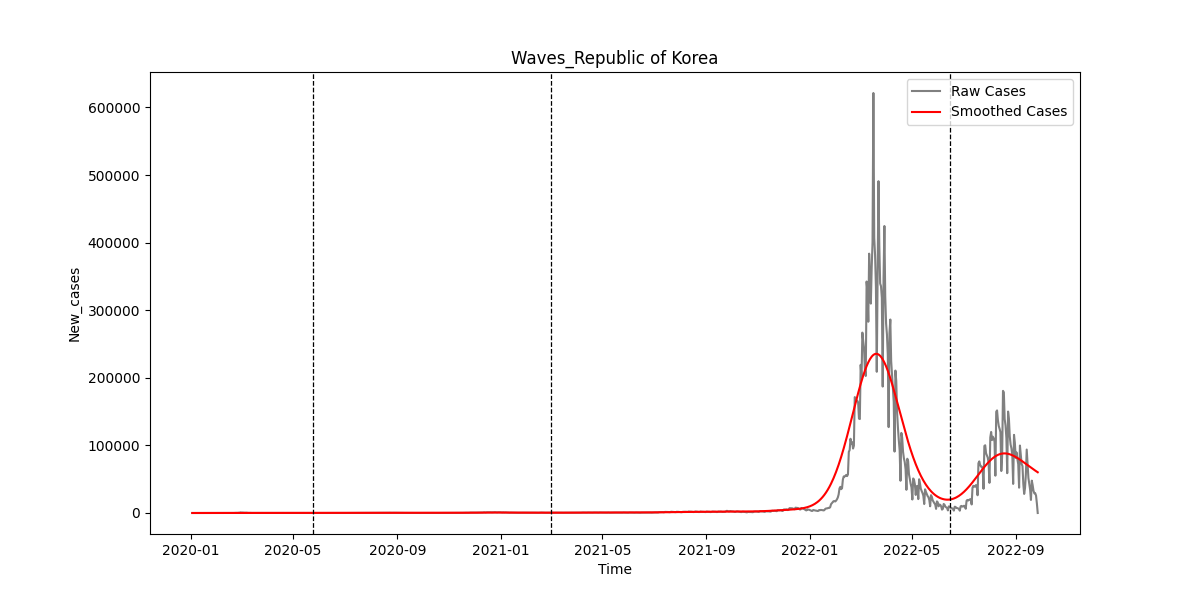 Waves_Republic of Korea
Raw Cases
Smoothed Cases
New_cases
600000
500000
400000
300000
200000
100000
0
2020-01 2020-05 2020-09 2021-01 2021-05 2021-09 2022-01 2022-05 2022-09
Time